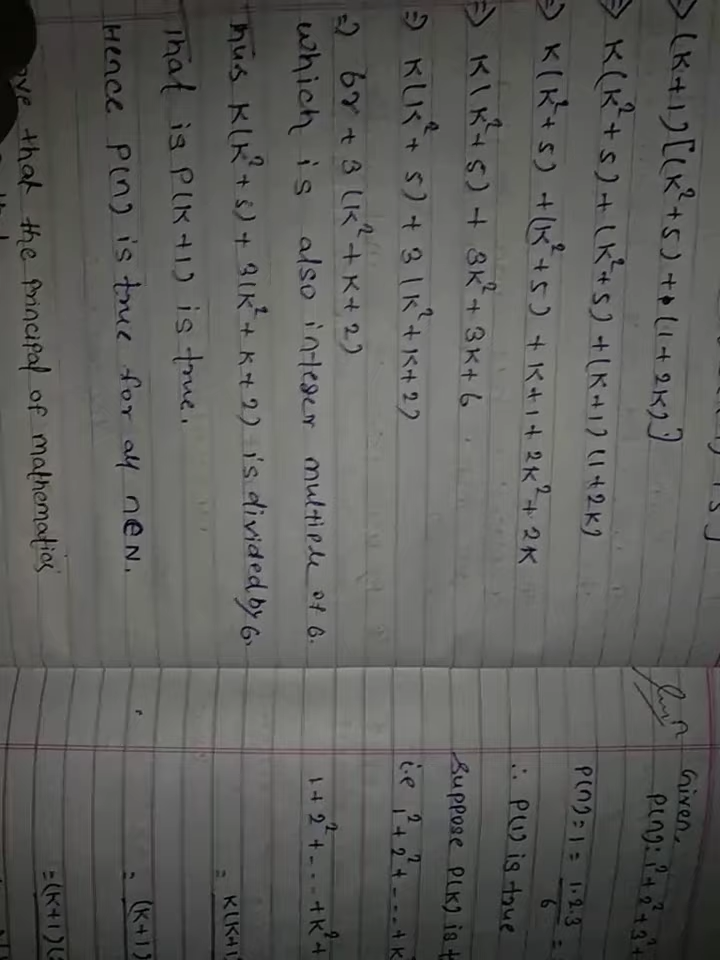 ⇒ (k+1)[(k²+5)+(1+2k)]
⇒ k(k²+5)+(k²+5)+(k+1)(1+2k)
⇒ k(k²+5)+(k²+5)+k+1+2k²+2k
⇒ k(k²+5)+3k²+3k+6
⇒ k(k²+5)+3(k²+k+2)
⇒ 6r+3(k²+k+2)
which is also integer multiple of 6.
thus k(k²+5)+3(k²+k+2) is divided by 6.
That is P(k+1) is true.
Hence P(n) is true for all n∈N.
that the principal of mathematics
Given,
P(n): 1²+2²+3²+
P(n)=1= 1·2·3/6 =
∴ P(1) is true
Suppose P(k) is
i.e 1²+2²+---+k
1+2²+---+k²+
= k(k+1
= (k+1)
= (k+1)(